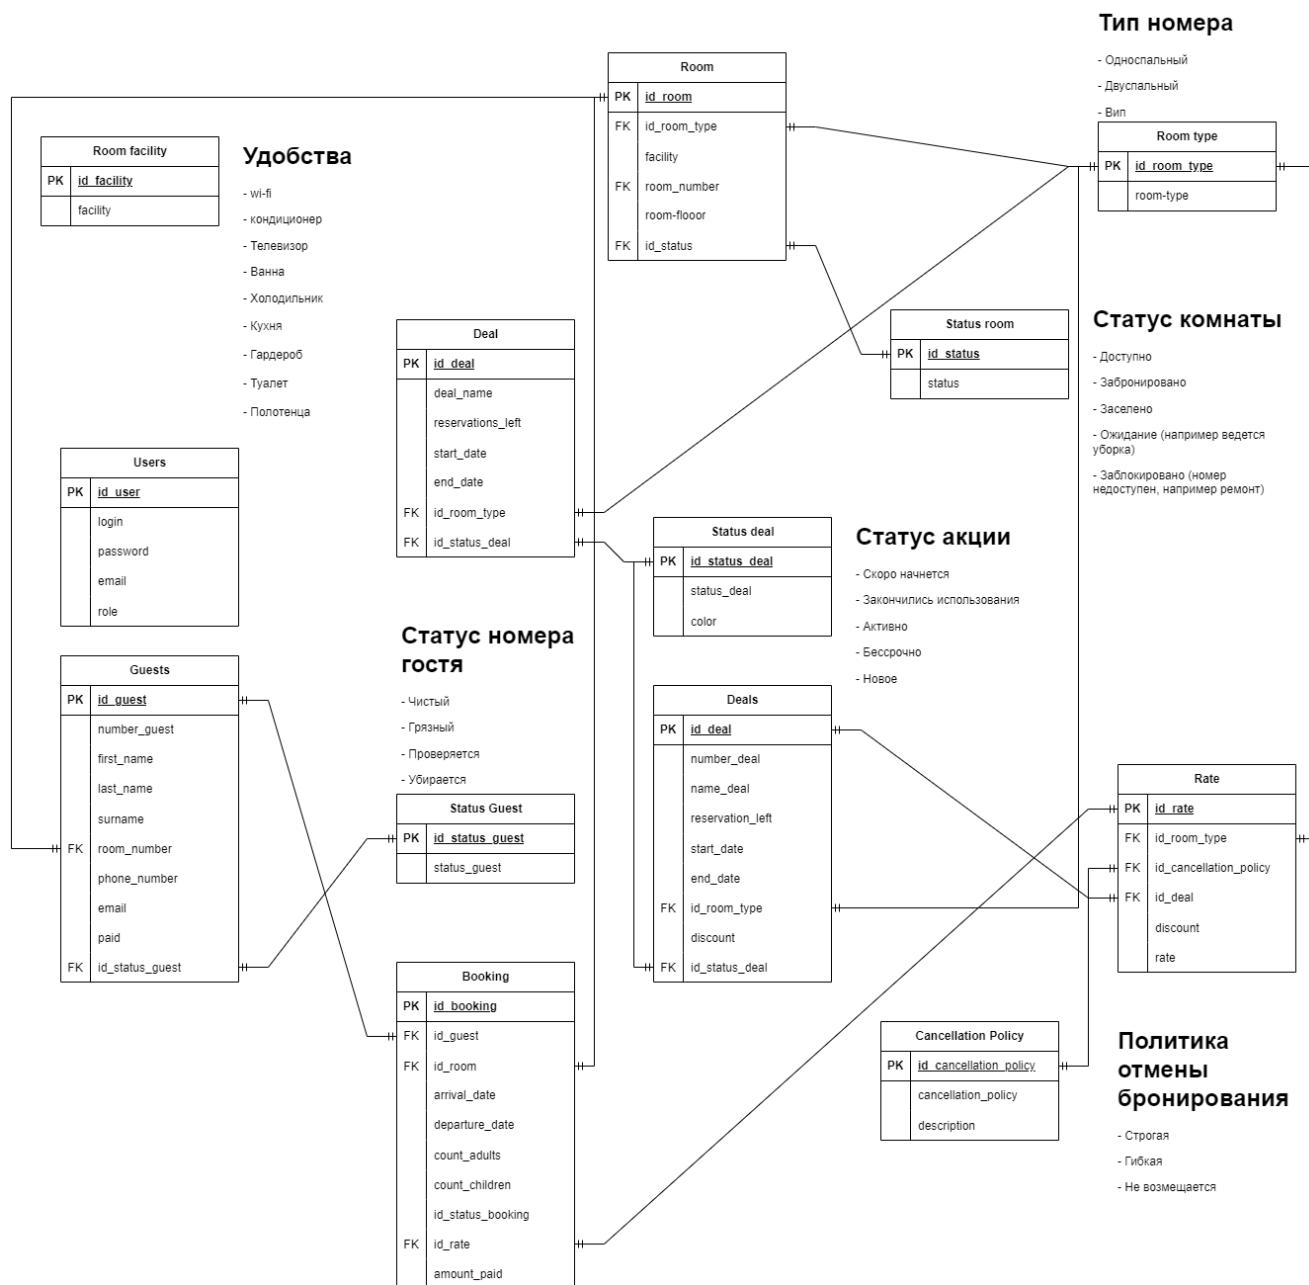 Тип номера
- Односпальный
- Двуспальный
- Вип
Room
PK id_room
FK id_room_type
facility
FK room_number
room-flooor
FK id_status
Room type
PK id_room_type
room-type
Room facility
PK id_facility
facility
Удобства
- wi-fi
- кондиционер
- Телевизор
- Ванна
- Холодильник
- Кухня
- Гардероб
- Туалет
- Полотенца
Status room
PK id_status
status
Статус комнаты
- Доступно
- Забронировано
- Заселено
- Ожидание (например ведется
уборка)
- Заблокировано (номер
недоступен, например ремонт)
Deal
PK id_deal
deal_name
reservations_left
start_date
end_date
FK id_room_type
FK id_status_deal
Users
PK id_user
login
password
email
role
Status deal
PK id_status_deal
status_deal
color
Статус акции
- Скоро начнется
- Закончились использования
- Активно
- Бессрочно
- Новое
Guests
PK id_guest
number_guest
first_name
last_name
surname
FK room_number
phone_number
email
paid
FK id_status_guest
Статус номера
гостя
- Чистый
- Грязный
- Проверяется
- Убирается
Status Guest
PK id_status_guest
status_guest
Deals
PK id_deal
number_deal
name_deal
reservation_left
start_date
end_date
FK id_room_type
discount
FK id_status_deal
Rate
PK id_rate
FK id_room_type
FK id_cancellation_policy
FK id_deal
discount
rate
Booking
PK id_booking
FK id_guest
FK id_room
arrival_date
departure_date
count_adults
count_children
id_status_booking
FK id_rate
amount_paid
Cancellation Policy
PK id_cancellation_policy
cancellation_policy
description
Политика
отмены
бронирования
- Строгая
- Гибкая
- Не возмещается